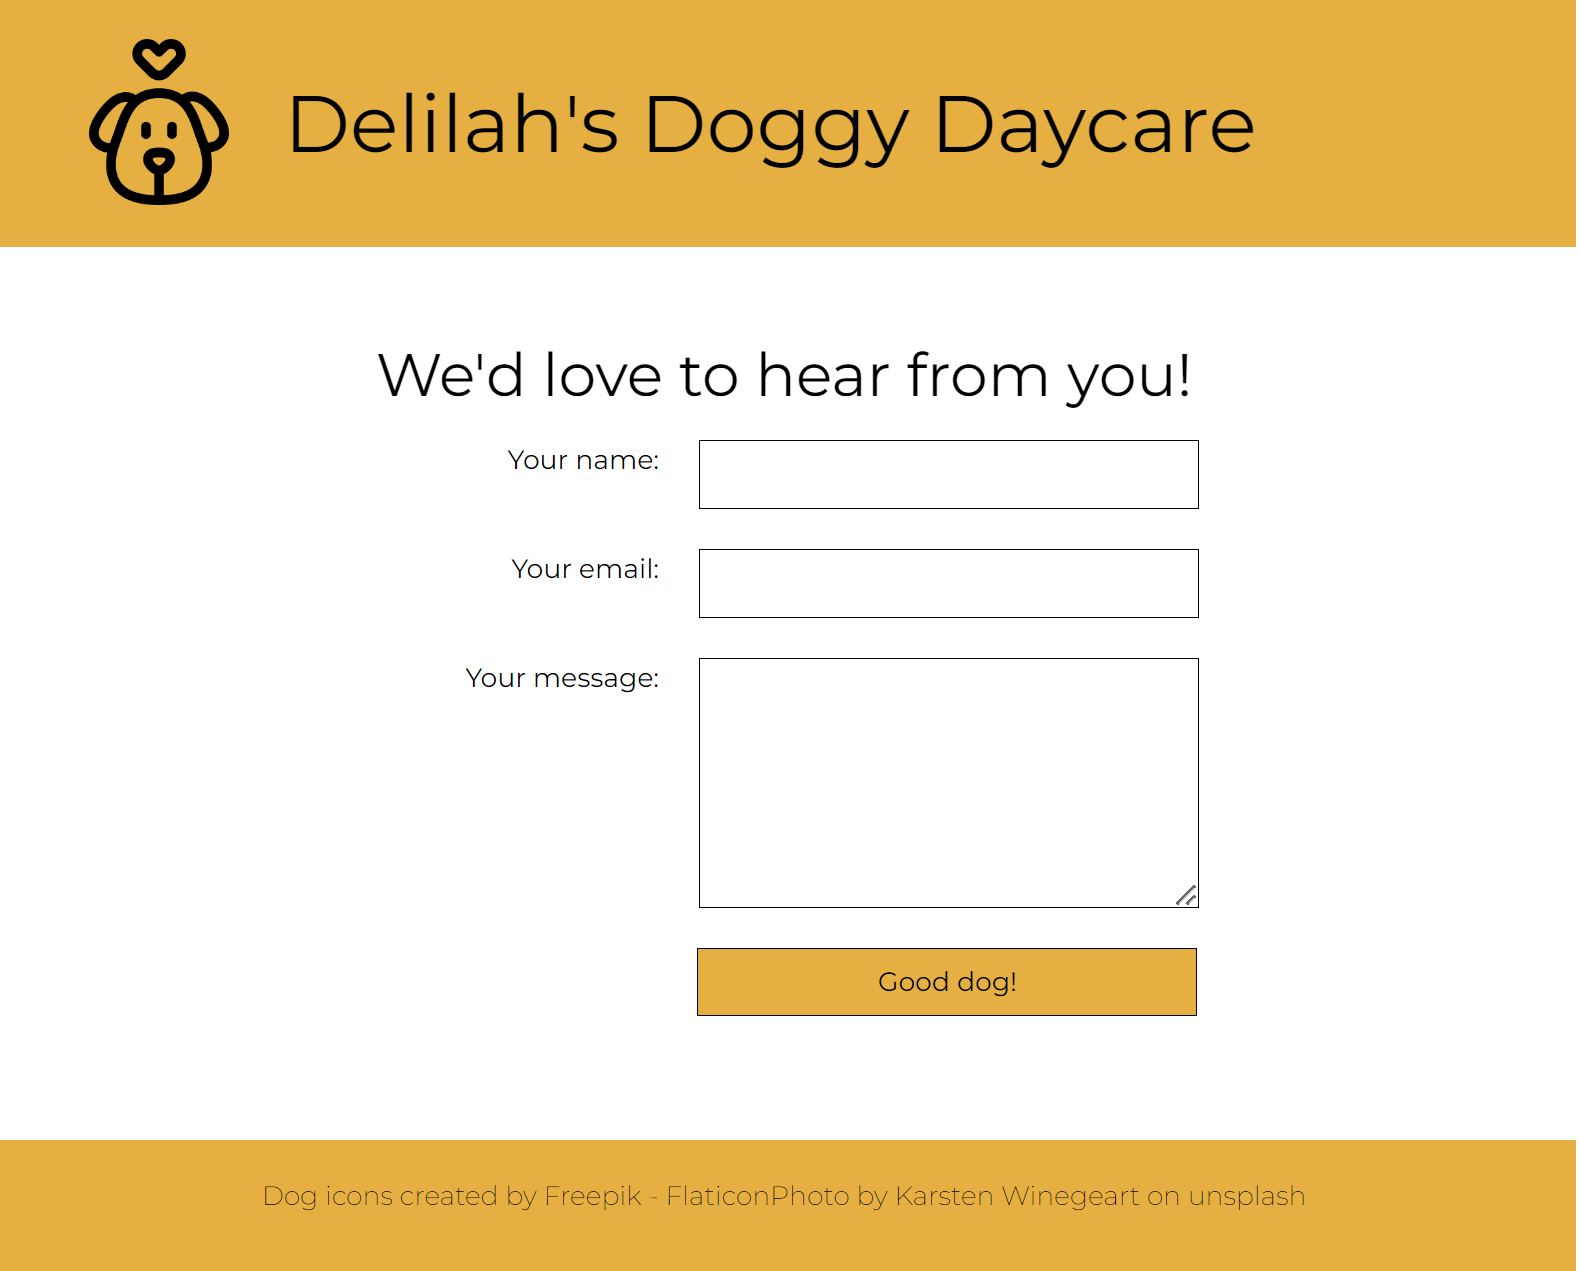 Delilah's Doggy Daycare
We'd love to hear from you!
Your name:
Your email:
Your message:
Good dog!
Dog icons created by Freepik - FlaticonPhoto by Karsten Winegeart on unsplash